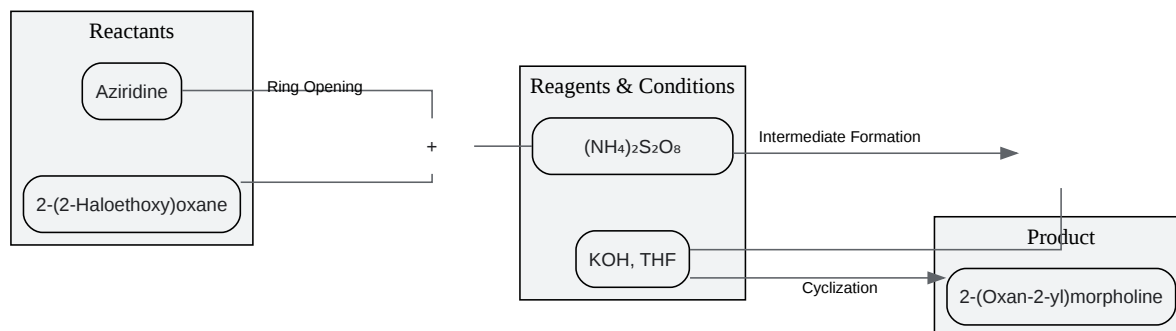 Reactants
Aziridine
Ring Opening
+
2-(2-Haloethoxy)oxane
Reagents & Conditions
(NH₄)₂S₂O₈
Intermediate Formation
KOH, THF
Cyclization
Product
2-(Oxan-2-yl)morpholine